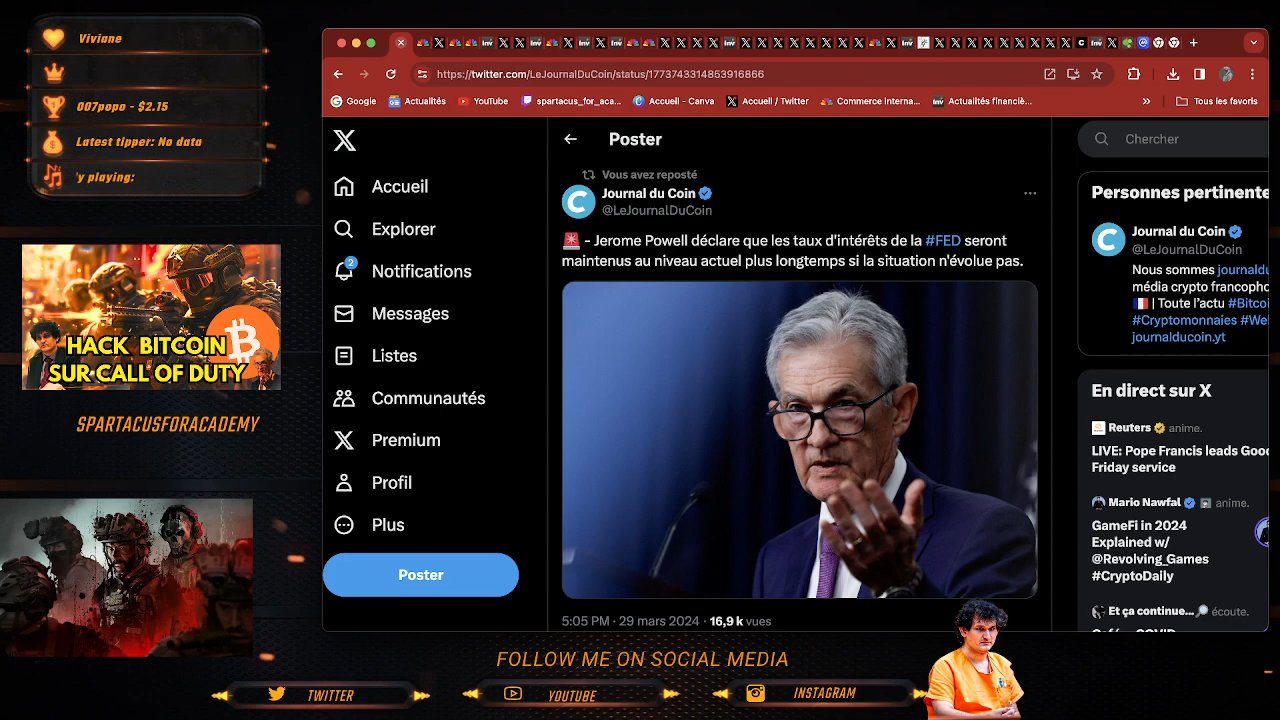 Viviane
007popo - $2.15
Latest tipper: No data
'y playing:
HACK BITCOIN
SUR CALL OF DUTY
SPARTACUSFORACADEMY
https://twitter.com/LeJournalDuCoin/status/1773743314853916866
Google
Actualités
YouTube
spartacus_for_aca...
Accueil - Canva
Accueil / Twitter
Commerce interna...
Actualités financiè...
Tous les favoris
Accueil
Explorer
2
Notifications
Messages
Listes
Communautés
Premium
Profil
Plus
Poster
Poster
Vous avez reposté
Journal du Coin
@LeJournalDuCoin
- Jerome Powell déclare que les taux d'intérêts de la #FED seront
maintenus au niveau actuel plus longtemps si la situation n'évolue pas.
5:05 PM · 29 mars 2024 · 16,9 k vues
Chercher
Personnes pertinente
Journal du Coin
@LeJournalDuCoin
Nous sommes journaldu
média crypto francopho
| Toute l'actu #Bitcoi
#Cryptomonnaies #We
journalducoin.yt
En direct sur X
Reuters anime.
LIVE: Pope Francis leads Goo
Friday service
Mario Nawfal anime.
GameFi in 2024
Explained w/
@Revolving_Games
#CryptoDaily
Et ça continue... écoute.
FOLLOW ME ON SOCIAL MEDIA
TWITTER
YOUTUBE
INSTAGRAM